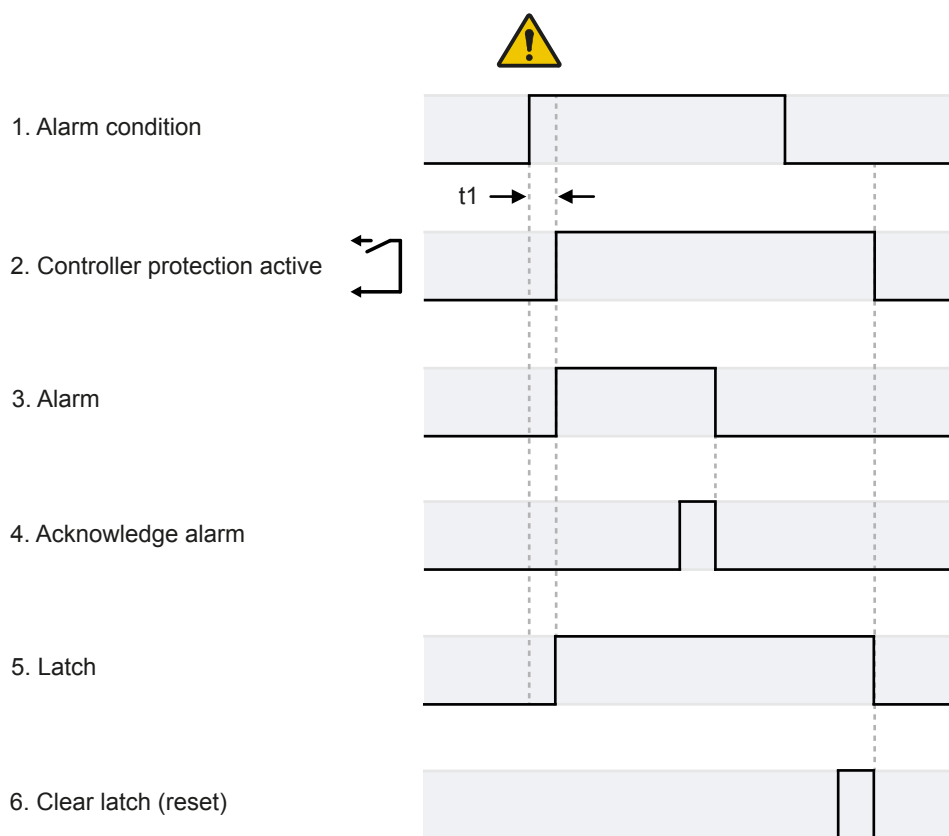 1. Alarm condition
t1
2. Controller protection active
3. Alarm
4. Acknowledge alarm
5. Latch
6. Clear latch (reset)